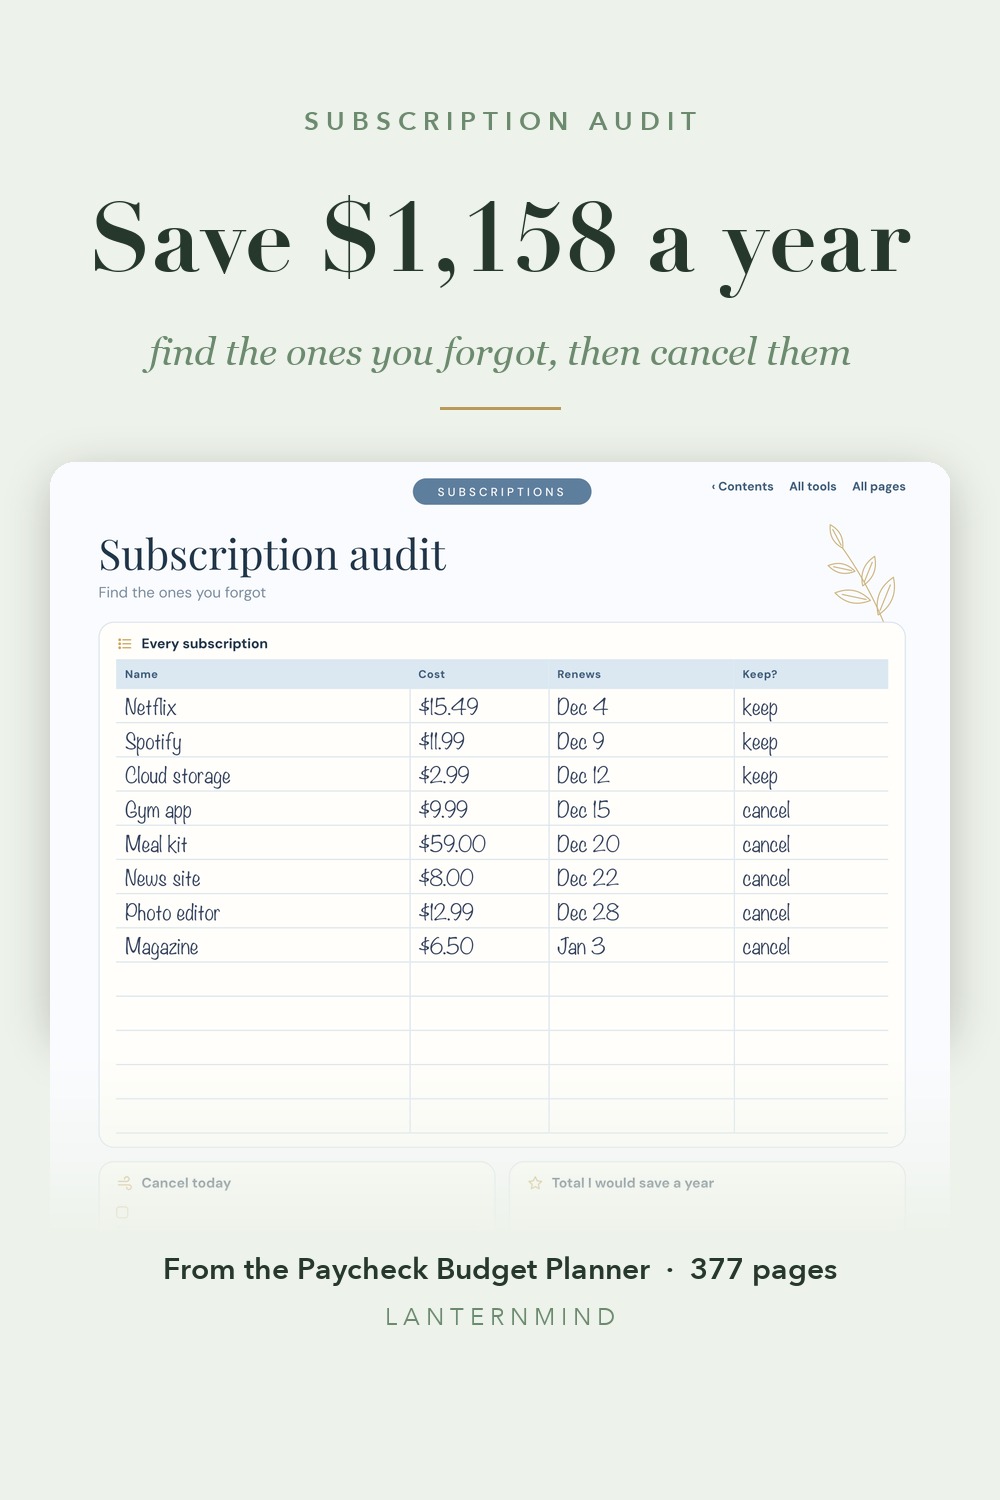 SUBSCRIPTION AUDIT
Save $1,158 a year
find the ones you forgot, then cancel them
SUBSCRIPTIONS
‹ Contents All tools All pages
Subscription audit
Find the ones you forgot
Every subscription
Name Cost Renews Keep?
Netflix $15.49 Dec 4 keep
Spotify $11.99 Dec 9 keep
Cloud storage $2.99 Dec 12 keep
Gym app $9.99 Dec 15 cancel
Meal kit $59.00 Dec 20 cancel
News site $8.00 Dec 22 cancel
Photo editor $12.99 Dec 28 cancel
Magazine $6.50 Jan 3 cancel
Cancel today Total I would save a year
From the Paycheck Budget Planner · 377 pages
LANTERNMIND